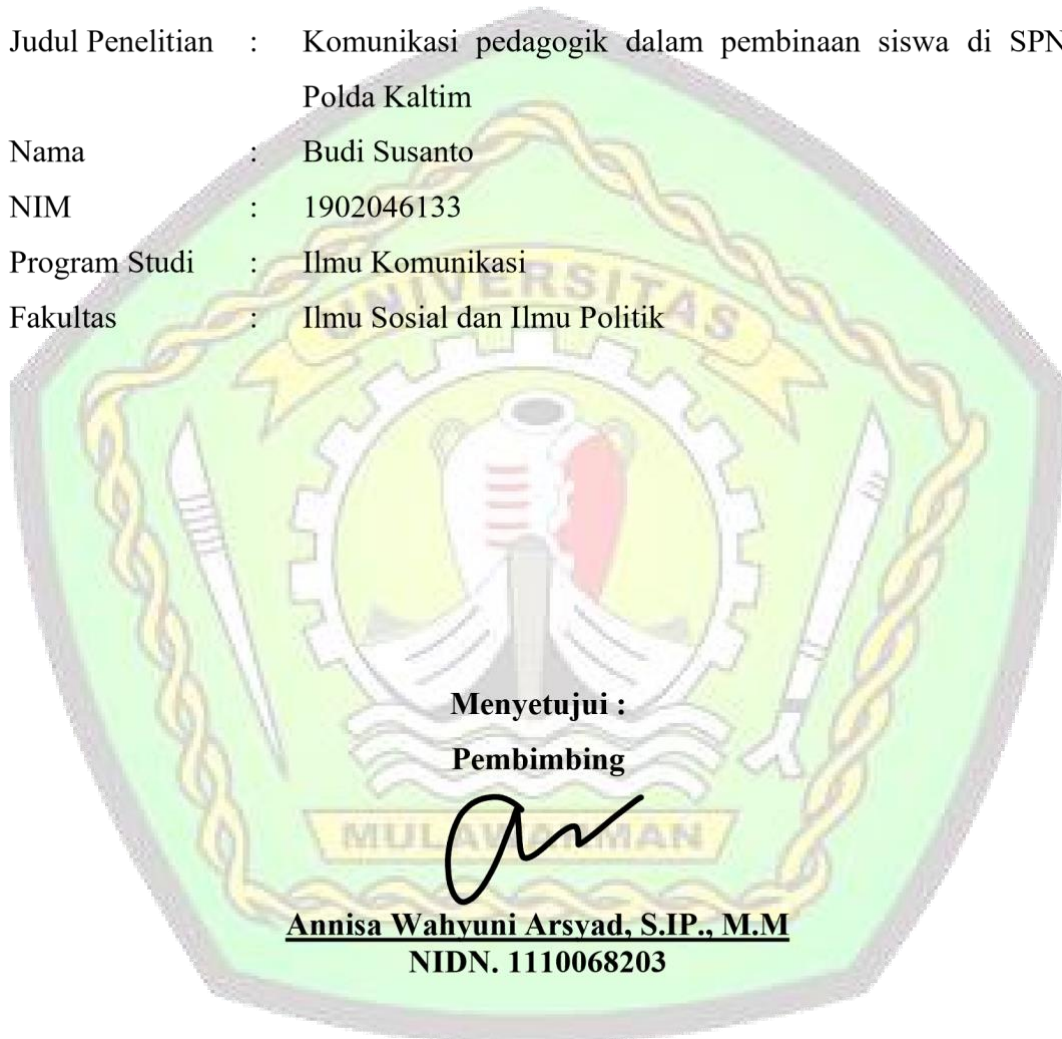 Judul Penelitian : Komunikasi pedagogik dalam pembinaan siswa di SPN
Polda Kaltim
Nama : Budi Susanto
NIM : 1902046133
Program Studi : Ilmu Komunikasi
Fakultas : Ilmu Sosial dan Ilmu Politik
UNIVERSITAS
Menyetujui :
Pembimbing
MULAWARMAN
Annisa Wahyuni Arsyad, S.IP., M.M
NIDN. 1110068203